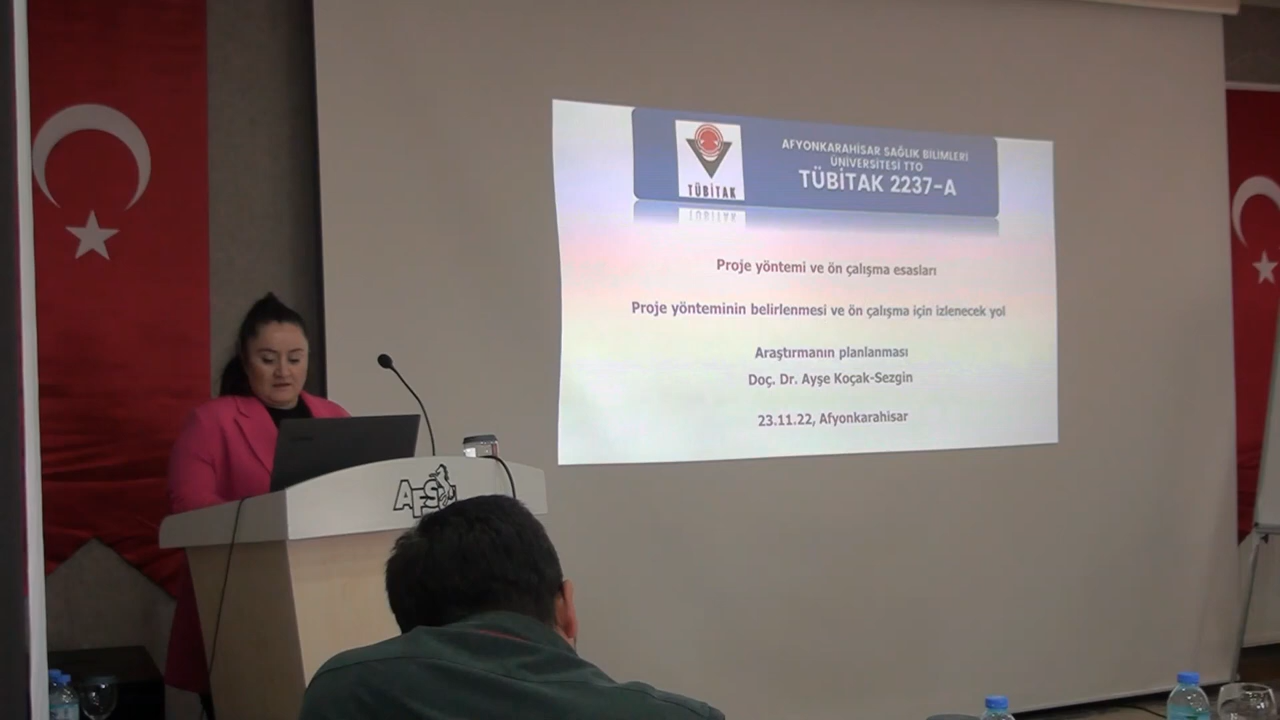 TÜBİTAK
AFYONKARAHİSAR SAĞLIK BİLİMLERİ
ÜNİVERSİTESİ TTO
TÜBİTAK 2237-A
Proje yöntemi ve ön çalışma esasları
Proje yönteminin belirlenmesi ve ön çalışma için izlenecek yol
Araştırmanın planlanması
Doç. Dr. Ayşe Koçak-Sezgin
23.11.22, Afyonkarahisar